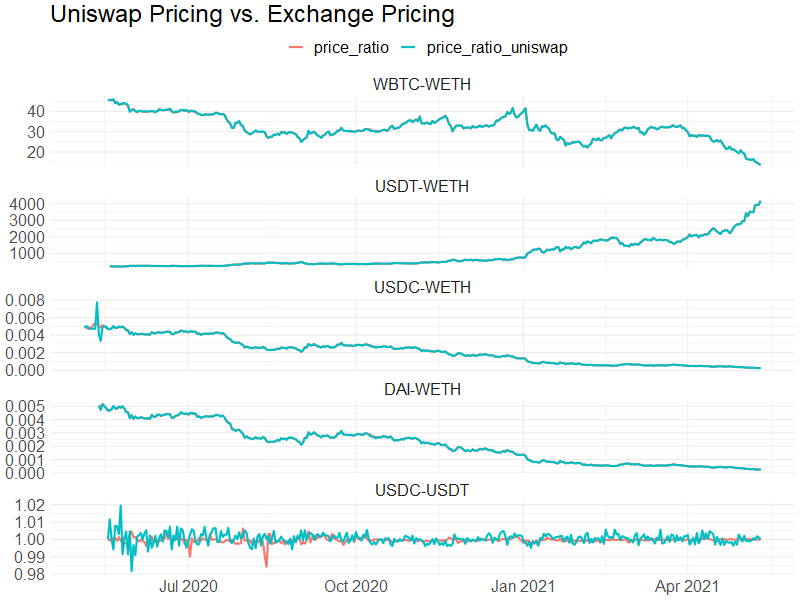 Uniswap Pricing vs. Exchange Pricing
price_ratio price_ratio_uniswap
WBTC-WETH
40
30
20
USDT-WETH
4000
3000
2000
1000
USDC-WETH
0.008
0.006
0.004
0.002
0.000
DAI-WETH
0.005
0.004
0.003
0.002
0.001
0.000
USDC-USDT
1.02
1.01
1.00
0.99
0.98
Jul 2020 Oct 2020 Jan 2021 Apr 2021